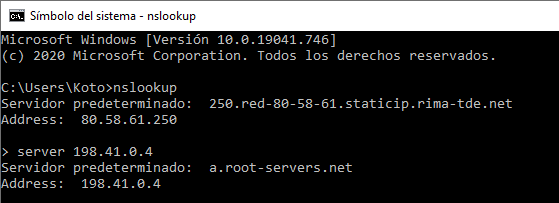 Símbolo del sistema - nslookup
Microsoft Windows [Versión 10.0.19041.746]
(c) 2020 Microsoft Corporation. Todos los derechos reservados.
C:\Users\Koto>nslookup
Servidor predeterminado:  250.red-80-58-61.staticip.rima-tde.net
Address:  80.58.61.250
> server 198.41.0.4
Servidor predeterminado:  a.root-servers.net
Address:  198.41.0.4